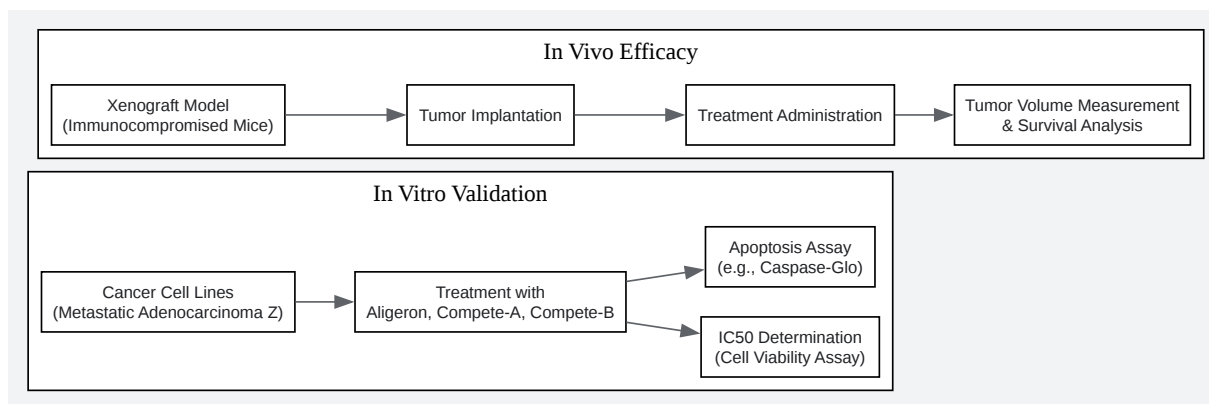 In Vivo Efficacy
Xenograft Model
(Immunocompromised Mice)
Tumor Implantation
Treatment Administration
Tumor Volume Measurement
& Survival Analysis
In Vitro Validation
Cancer Cell Lines
(Metastatic Adenocarcinoma Z)
Treatment with
Aligeron, Compete-A, Compete-B
Apoptosis Assay
(e.g., Caspase-Glo)
IC50 Determination
(Cell Viability Assay)